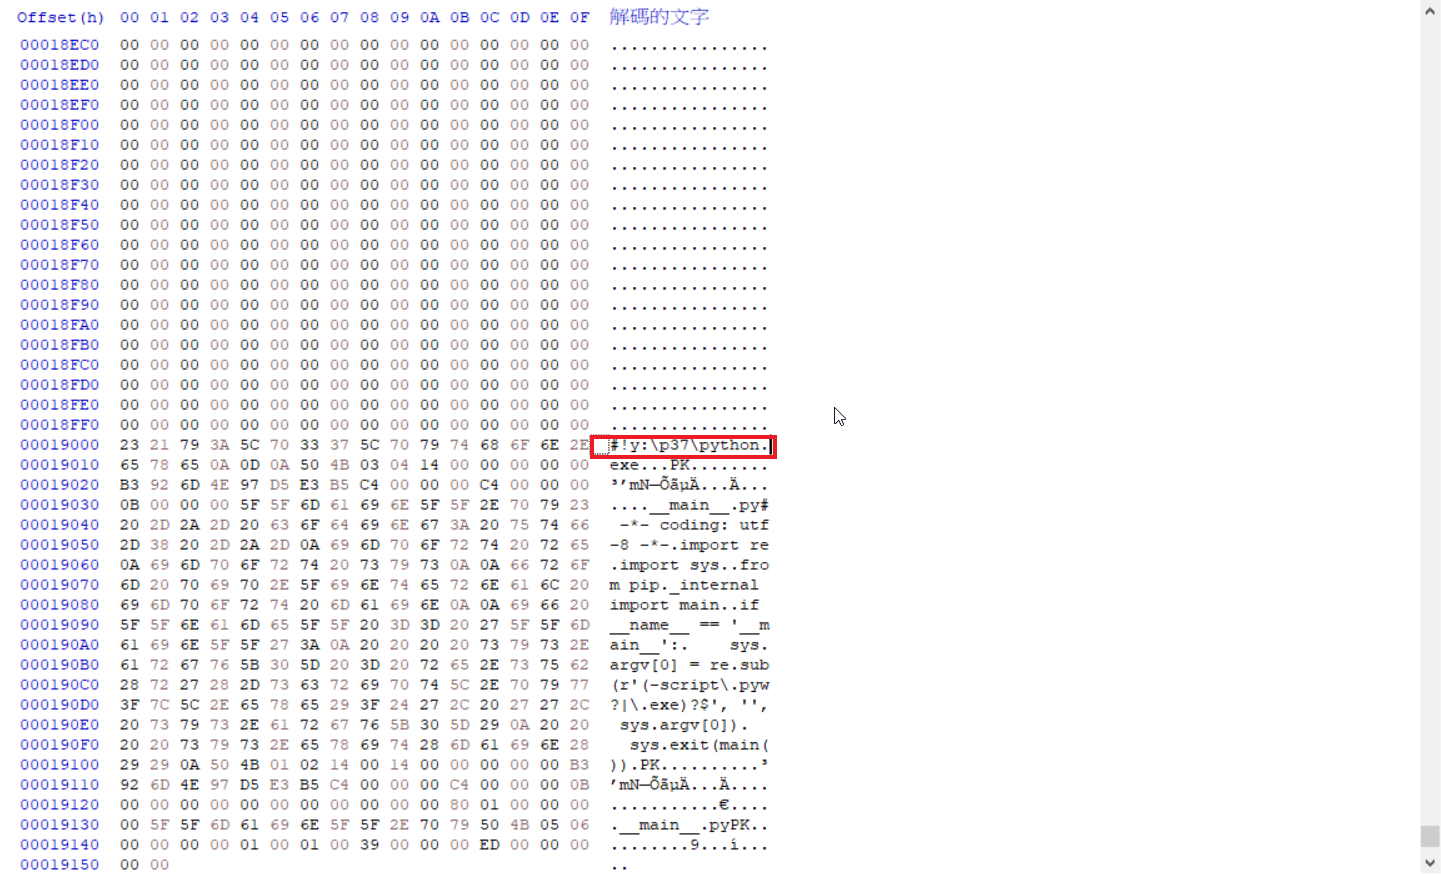 Offset(h) 00 01 02 03 04 05 06 07 08 09 0A 0B 0C 0D 0E 0F 解碼的文字
00018EC0 00 00 00 00 00 00 00 00 00 00 00 00 00 00 00 00 ................
00018ED0 00 00 00 00 00 00 00 00 00 00 00 00 00 00 00 00 ................
00018EE0 00 00 00 00 00 00 00 00 00 00 00 00 00 00 00 00 ................
00018EF0 00 00 00 00 00 00 00 00 00 00 00 00 00 00 00 00 ................
00018F00 00 00 00 00 00 00 00 00 00 00 00 00 00 00 00 00 ................
00018F10 00 00 00 00 00 00 00 00 00 00 00 00 00 00 00 00 ................
00018F20 00 00 00 00 00 00 00 00 00 00 00 00 00 00 00 00 ................
00018F30 00 00 00 00 00 00 00 00 00 00 00 00 00 00 00 00 ................
00018F40 00 00 00 00 00 00 00 00 00 00 00 00 00 00 00 00 ................
00018F50 00 00 00 00 00 00 00 00 00 00 00 00 00 00 00 00 ................
00018F60 00 00 00 00 00 00 00 00 00 00 00 00 00 00 00 00 ................
00018F70 00 00 00 00 00 00 00 00 00 00 00 00 00 00 00 00 ................
00018F80 00 00 00 00 00 00 00 00 00 00 00 00 00 00 00 00 ................
00018F90 00 00 00 00 00 00 00 00 00 00 00 00 00 00 00 00 ................
00018FA0 00 00 00 00 00 00 00 00 00 00 00 00 00 00 00 00 ................
00018FB0 00 00 00 00 00 00 00 00 00 00 00 00 00 00 00 00 ................
00018FC0 00 00 00 00 00 00 00 00 00 00 00 00 00 00 00 00 ................
00018FD0 00 00 00 00 00 00 00 00 00 00 00 00 00 00 00 00 ................
00018FE0 00 00 00 00 00 00 00 00 00 00 00 00 00 00 00 00 ................
00018FF0 00 00 00 00 00 00 00 00 00 00 00 00 00 00 00 00 ................
00019000 23 21 79 3A 5C 70 33 37 5C 70 79 74 68 6F 6E 2E #!y:\p37\python.
00019010 65 78 65 0A 0D 0A 50 4B 03 04 14 00 00 00 00 00 exe...PK........
00019020 B3 92 6D 4E 97 D5 E3 B5 C4 00 00 00 C4 00 00 00 ³’mN—ÕãµÄ...Ä...
00019030 0B 00 00 00 5F 5F 6D 61 69 6E 5F 5F 2E 70 79 23 ....__main__.py#
00019040 20 2D 2A 2D 20 63 6F 64 69 6E 67 3A 20 75 74 66  -*- coding: utf
00019050 2D 38 20 2D 2A 2D 0A 69 6D 70 6F 72 74 20 72 65 -8 -*-.import re
00019060 0A 69 6D 70 6F 72 74 20 73 79 73 0A 0A 66 72 6F .import sys..fro
00019070 6D 20 70 69 70 2E 5F 69 6E 74 65 72 6E 61 6C 20 m pip._internal 
00019080 69 6D 70 6F 72 74 20 6D 61 69 6E 0A 0A 69 66 20 import main..if 
00019090 5F 5F 6E 61 6D 65 5F 5F 20 3D 3D 20 27 5F 5F 6D __name__ == '__m
000190A0 61 69 6E 5F 5F 27 3A 0A 20 20 20 20 73 79 73 2E ain__':.    sys.
000190B0 61 72 67 76 5B 30 5D 20 3D 20 72 65 2E 73 75 62 argv[0] = re.sub
000190C0 28 72 27 28 2D 73 63 72 69 70 74 5C 2E 70 79 77 (r'(-script\.pyw
000190D0 3F 7C 5C 2E 65 78 65 29 3F 24 27 2C 20 27 27 2C ?|\.exe)?$', '',
000190E0 20 73 79 73 2E 61 72 67 76 5B 30 5D 29 0A 20 20  sys.argv[0]).  
000190F0 20 20 73 79 73 2E 65 78 69 74 28 6D 61 69 6E 28   sys.exit(main(
00019100 29 29 0A 50 4B 01 02 14 00 14 00 00 00 00 00 B3 )).PK..........³
00019110 92 6D 4E 97 D5 E3 B5 C4 00 00 00 C4 00 00 00 0B ’mN—ÕãµÄ...Ä....
00019120 00 00 00 00 00 00 00 00 00 00 00 80 01 00 00 00 ...........€....
00019130 00 5F 5F 6D 61 69 6E 5F 5F 2E 70 79 50 4B 05 06 .__main__.pyPK..
00019140 00 00 00 00 01 00 01 00 39 00 00 00 ED 00 00 00 ........9...í...
00019150 00 00 ..